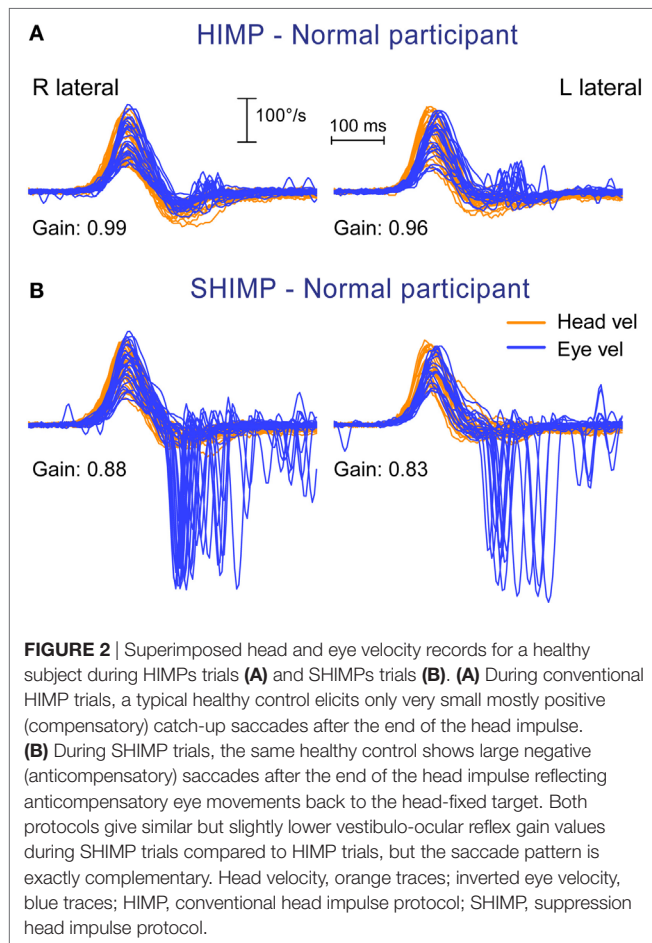 A
HIMP - Normal participant
R lateral
L lateral
100°/s
100 ms
Gain: 0.99
Gain: 0.96
B
SHIMP - Normal participant
Head vel
Eye vel
Gain: 0.88
Gain: 0.83
FIGURE 2 | Superimposed head and eye velocity records for a healthy
subject during HIMPs trials (A) and SHIMPs trials (B). (A) During conventional
HIMP trials, a typical healthy control elicits only very small mostly positive
(compensatory) catch-up saccades after the end of the head impulse.
(B) During SHIMP trials, the same healthy control shows large negative
(anticompensatory) saccades after the end of the head impulse reflecting
anticompensatory eye movements back to the head-fixed target. Both
protocols give similar but slightly lower vestibulo-ocular reflex gain values
during SHIMP trials compared to HIMP trials, but the saccade pattern is
exactly complementary. Head velocity, orange traces; inverted eye velocity,
blue traces; HIMP, conventional head impulse protocol; SHIMP, suppression
head impulse protocol.